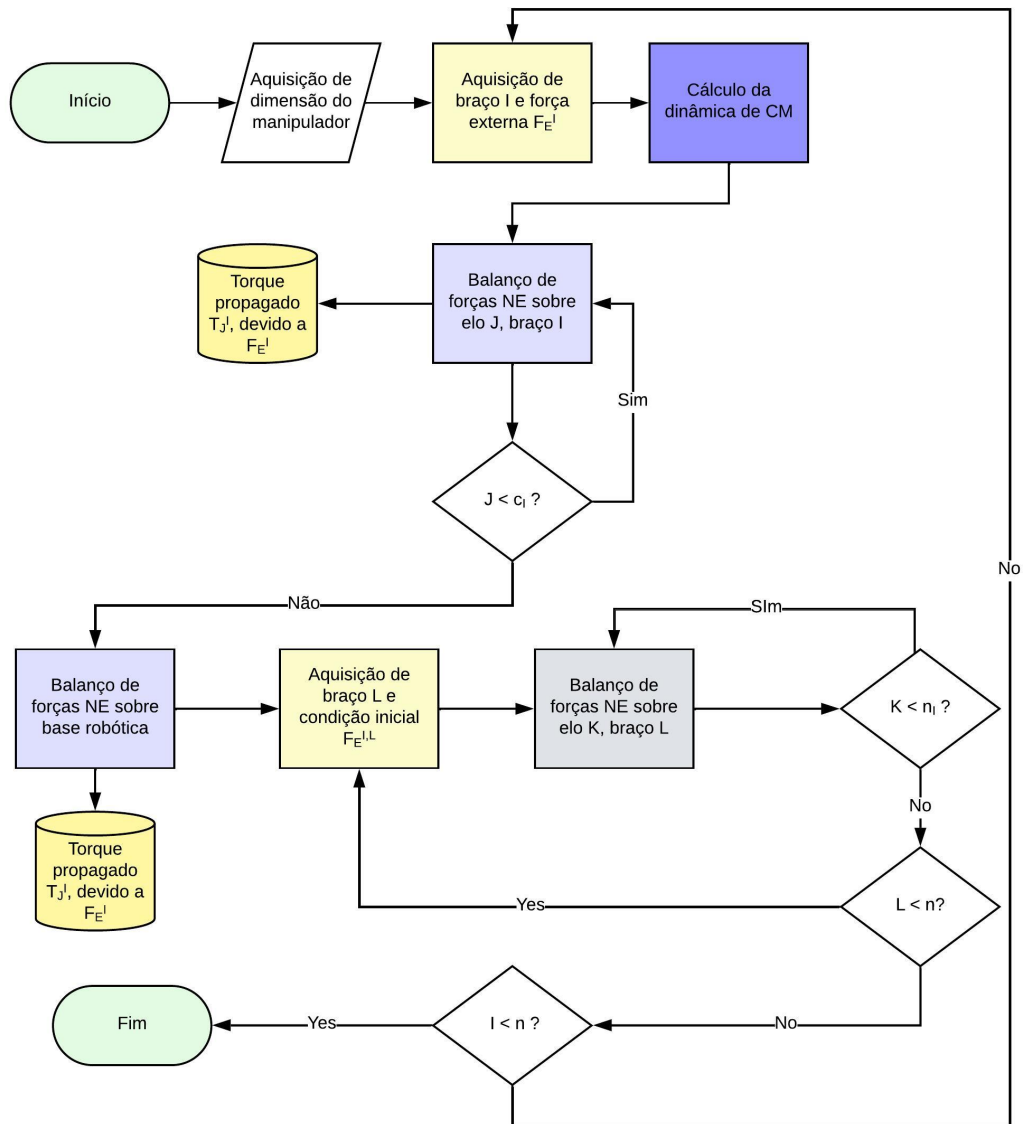 Início
Aquisição de
dimensão do
manipulador
Aquisição de
braço I e força
externa F_E^I
Cálculo da
dinâmica de CM
Torque
propagado
T_J^I, devido a
F_E^I
Balanço de
forças NE sobre
elo J, braço I
Sim
J < c_I ?
Não
No
SIm
Balanço de
forças NE sobre
base robótica
Aquisição de
braço L e
condição inicial
F_E^I,L
Balanço de
forças NE sobre
elo K, braço L
K < n_I ?
No
Torque
propagado
T_J^I, devido a
F_E^I
Yes
L < n?
Fim
Yes
I < n ?
No